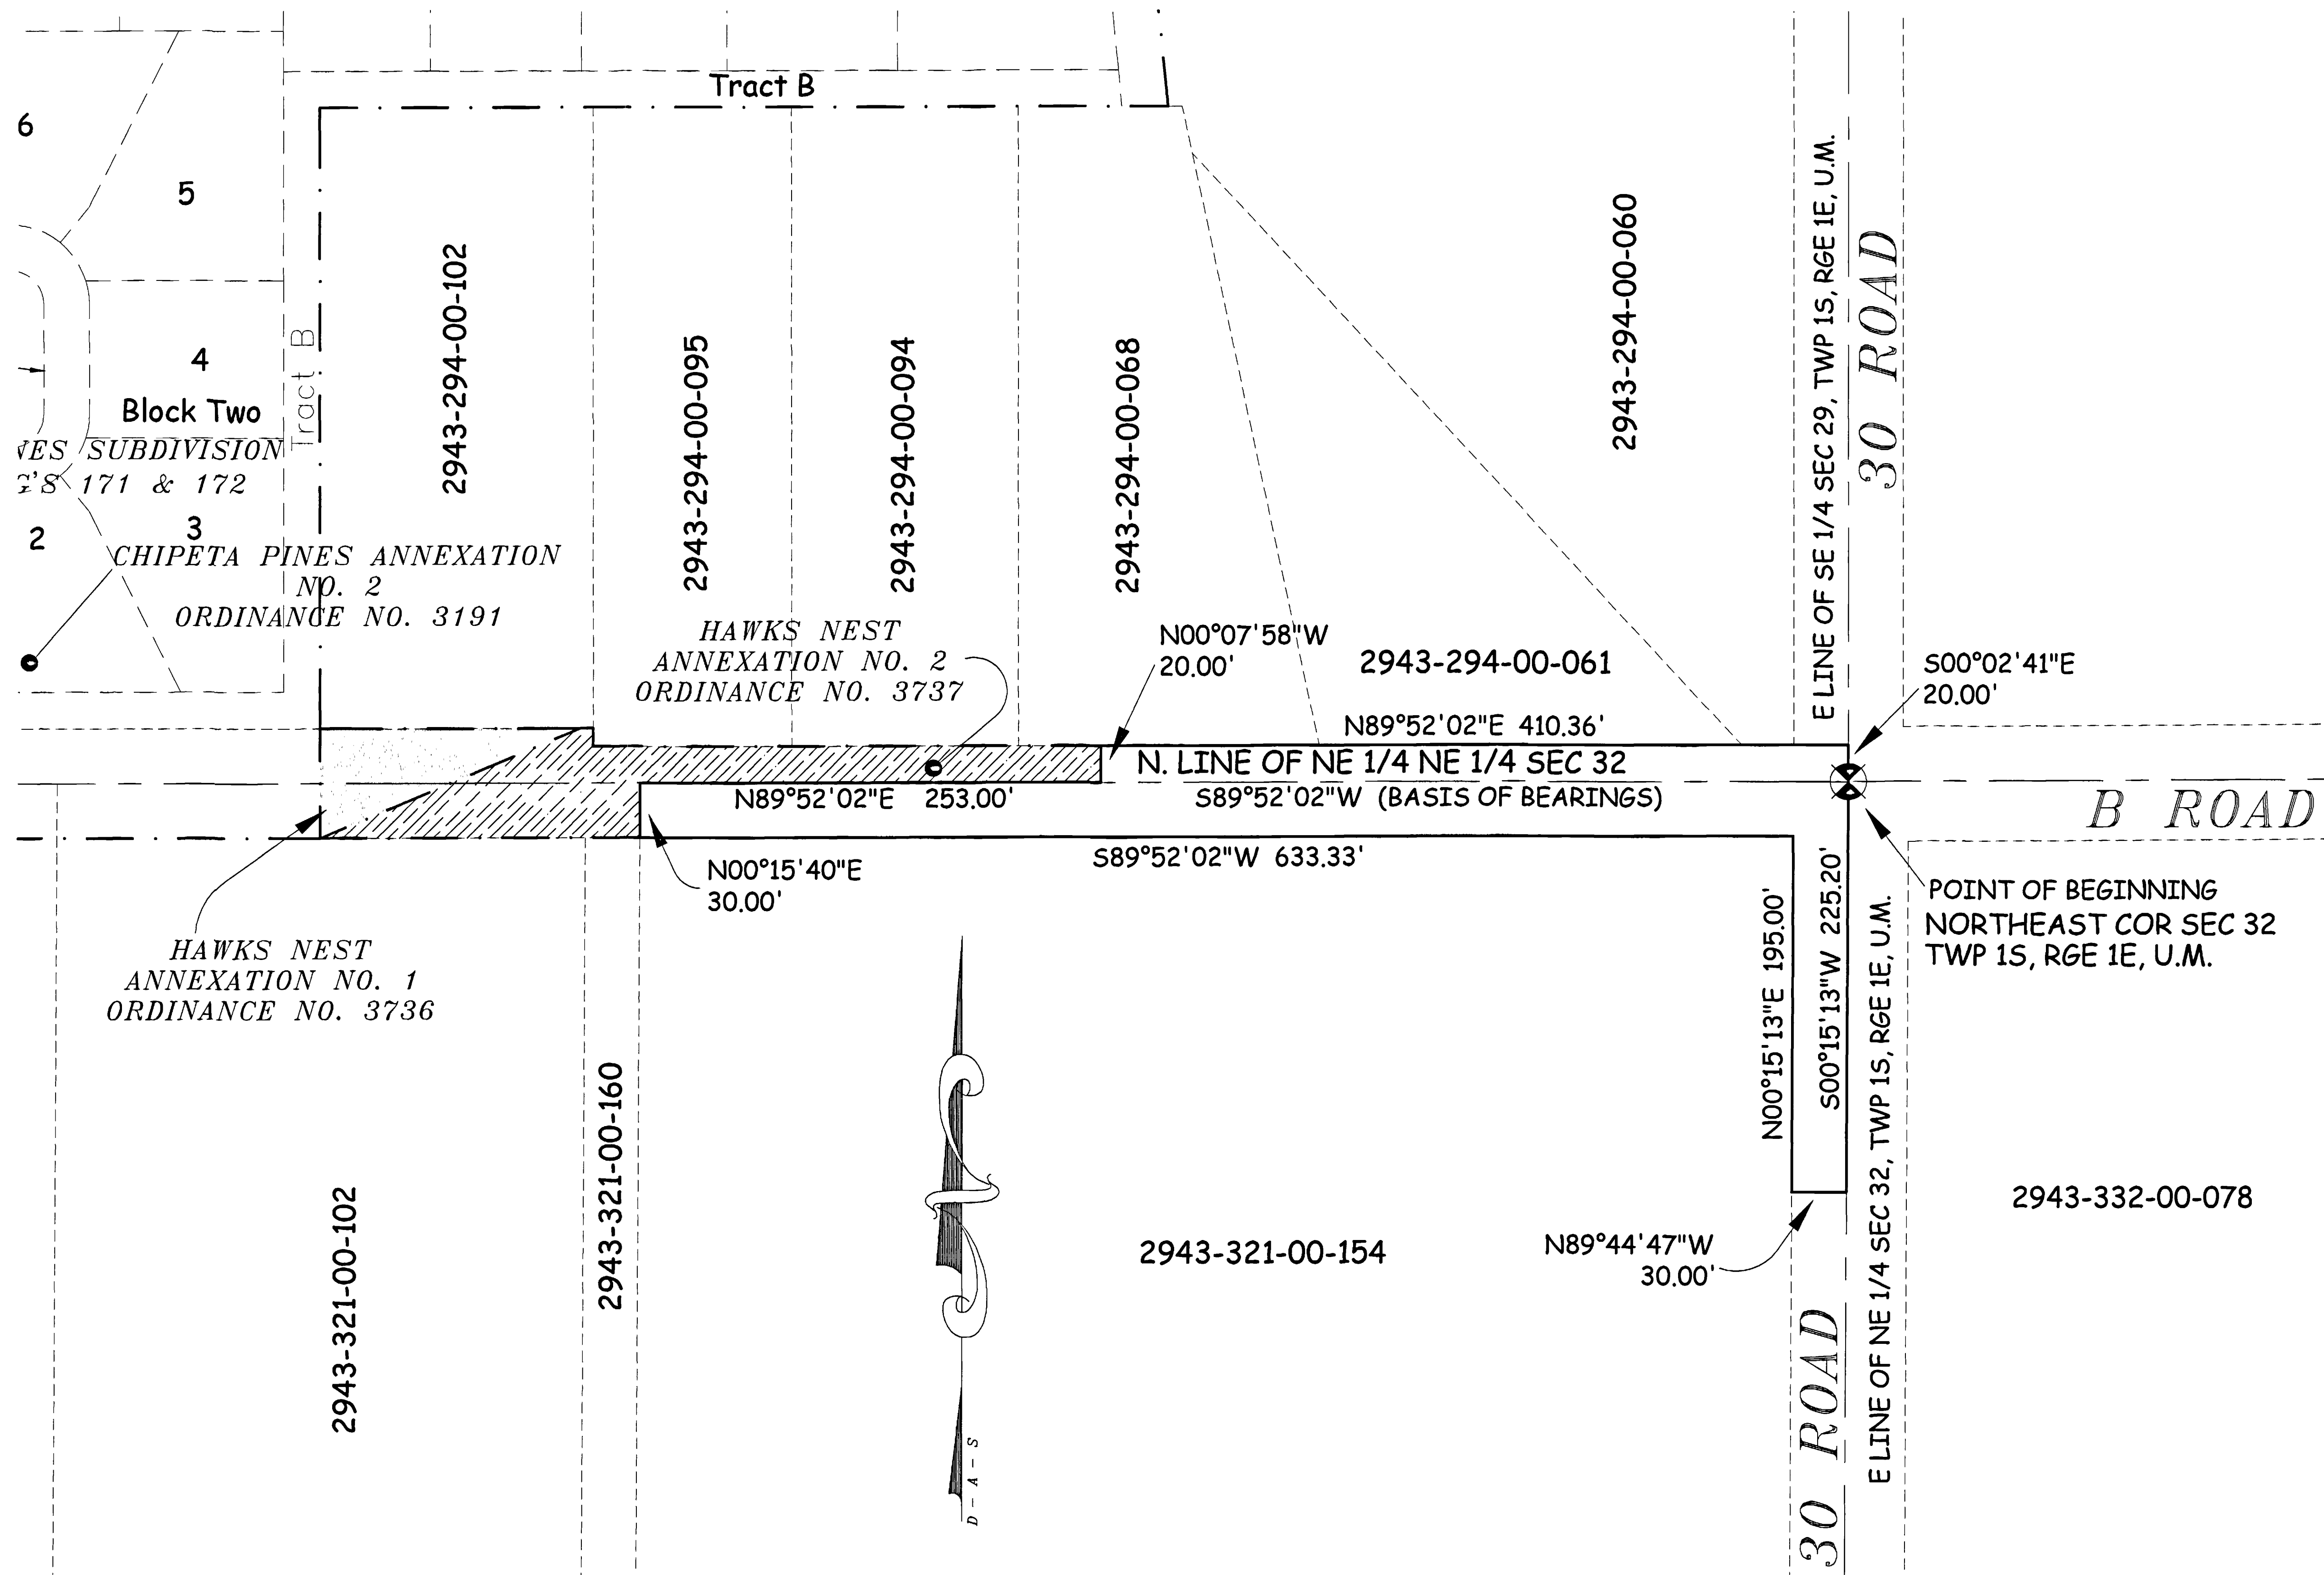 Tract B
6
5
4
Block Two
Tract B
SUBDIVISION
171 & 172
2
3
CHIPETA PINES ANNEXATION
NO. 2
ORDINANCE NO. 3191
2943-294-00-102
2943-294-00-095
2943-294-00-094
2943-294-00-068
2943-294-00-060
E LINE OF SE 1/4 SEC 29, TWP 1S, RGE 1E, U.M.
30 ROAD
HAWKS NEST
ANNEXATION NO. 2
ORDINANCE NO. 3737
N00°07'58"W
20.00'
2943-294-00-061
S00°02'41"E
20.00'
N89°52'02"E 410.36'
N. LINE OF NE 1/4 NE 1/4 SEC 32
N89°52'02"E 253.00'
S89°52'02"W (BASIS OF BEARINGS)
B ROAD
S89°52'02"W 633.33'
N00°15'40"E
30.00'
POINT OF BEGINNING
NORTHEAST COR SEC 32
TWP 1S, RGE 1E, U.M.
HAWKS NEST
ANNEXATION NO. 1
ORDINANCE NO. 3736
N00°15'13"E 195.00'
S00°15'13"W 225.20'
E LINE OF NE 1/4 SEC 32, TWP 1S, RGE 1E, U.M.
2943-321-00-102
2943-321-00-160
2943-321-00-154
N89°44'47"W
30.00'
2943-332-00-078
30 ROAD
D-A-S